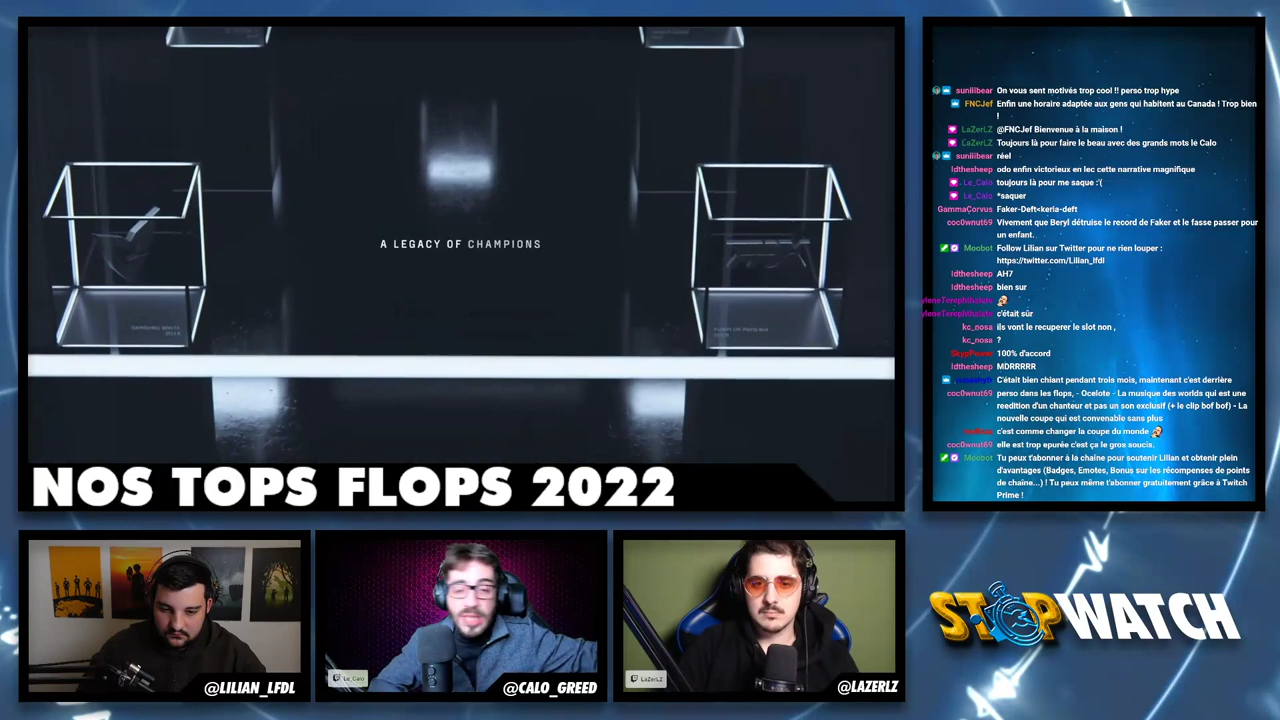 A LEGACY OF CHAMPIONS
NOS TOPS FLOPS 2022
@LILIAN_LFDL
Le_Calo
@CALO_GREED
LaZerLZ
@LAZERLZ
STOPWATCH
sunilibear On vous sent motivés trop cool !! perso trop hype
FNCJef Enfin une horaire adaptée aux gens qui habitent au Canada ! Trop bien
!
LaZerLZ @FNCJef Bienvenue à la maison !
LaZerLZ Toujours là pour faire le beau avec des grands mots le Calo
sunilibear réel
ldthesheep odo enfin victorieux en lec cette narrative magnifique
Le_Calo toujours là pour me saque :'(
Le_Calo *saquer
GammaCorvus Faker-Deft<keria-deft
coc0wnut69 Vivement que Beryl détruise le record de Faker et le fasse passer pour
un enfant.
Moobot Follow Lilian sur Twitter pour ne rien louper :
https://twitter.com/Lilian_lfdl
ldthesheep AH7
ldthesheep bien sur
yleneTerephthalate
yleneTerephthalate c'était sûr
kc_nosa ils vont le recuperer le slot non ,
kc_nosa ?
SkypPower 100% d'accord
ldthesheep MDRRRRR
C'était bien chiant pendant trois mois, maintenant c'est derrière
coc0wnut69 perso dans les flops, - Ocelote - La musique des worlds qui est une
reedition d'un chanteur et pas un son exclusif (+ le clip bof bof) - La
nouvelle coupe qui est convenable sans plus
c'est comme changer la coupe du monde
coc0wnut69 elle est trop epurée c'est ça le gros soucis.
Moobot Tu peux t'abonner à la chaîne pour soutenir Lilian et obtenir plein
d'avantages (Badges, Emotes, Bonus sur les récompenses de points
de chaîne...) ! Tu peux même t'abonner gratuitement grâce à Twitch
Prime !